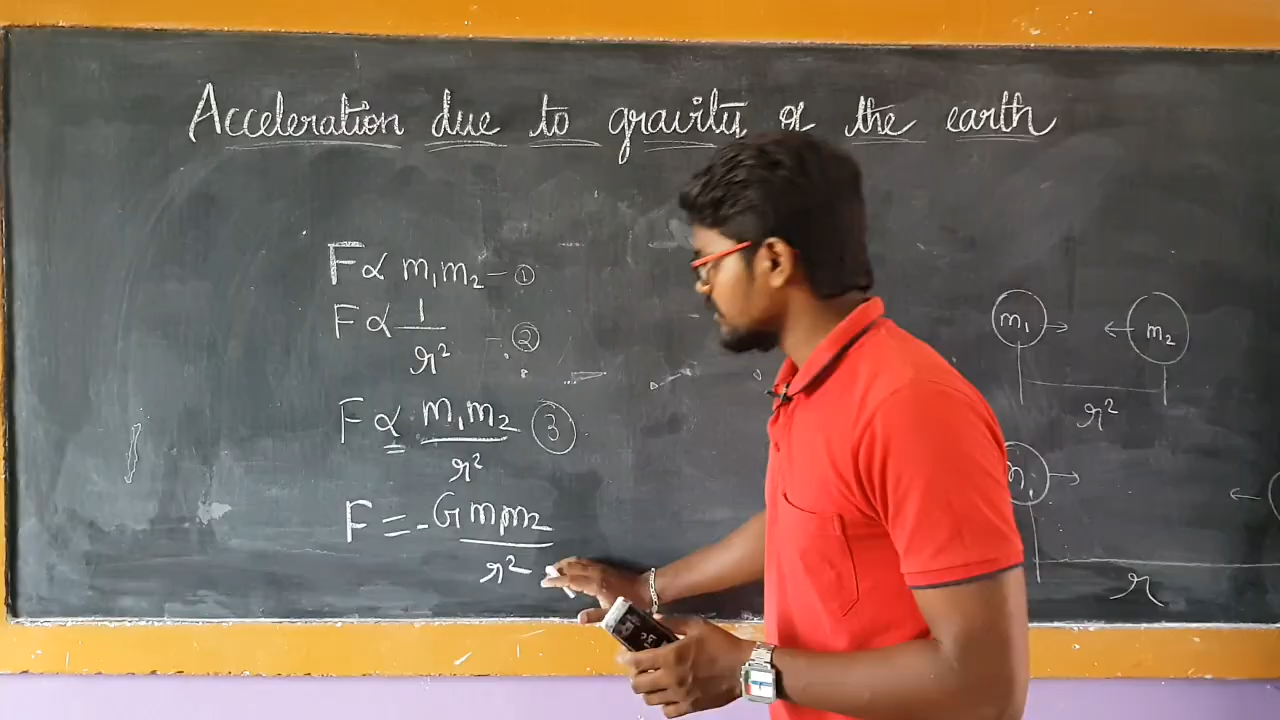 Acceleration due to gravity of the earth
F ∝ m₁m₂ – ①
F ∝ 1/r² – ②
F ∝ m₁m₂/r² ③
F = -G m₁m₂/r²
m₁ m₂
r²
m₁
r